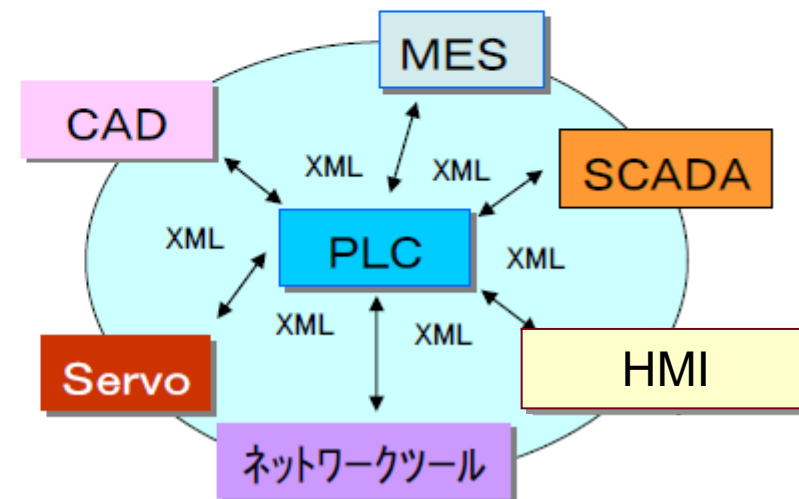 MES
CAD
XML
XML
SCADA
XML
PLC
XML
XML
XML
Servo
HMI
ネットワークツール